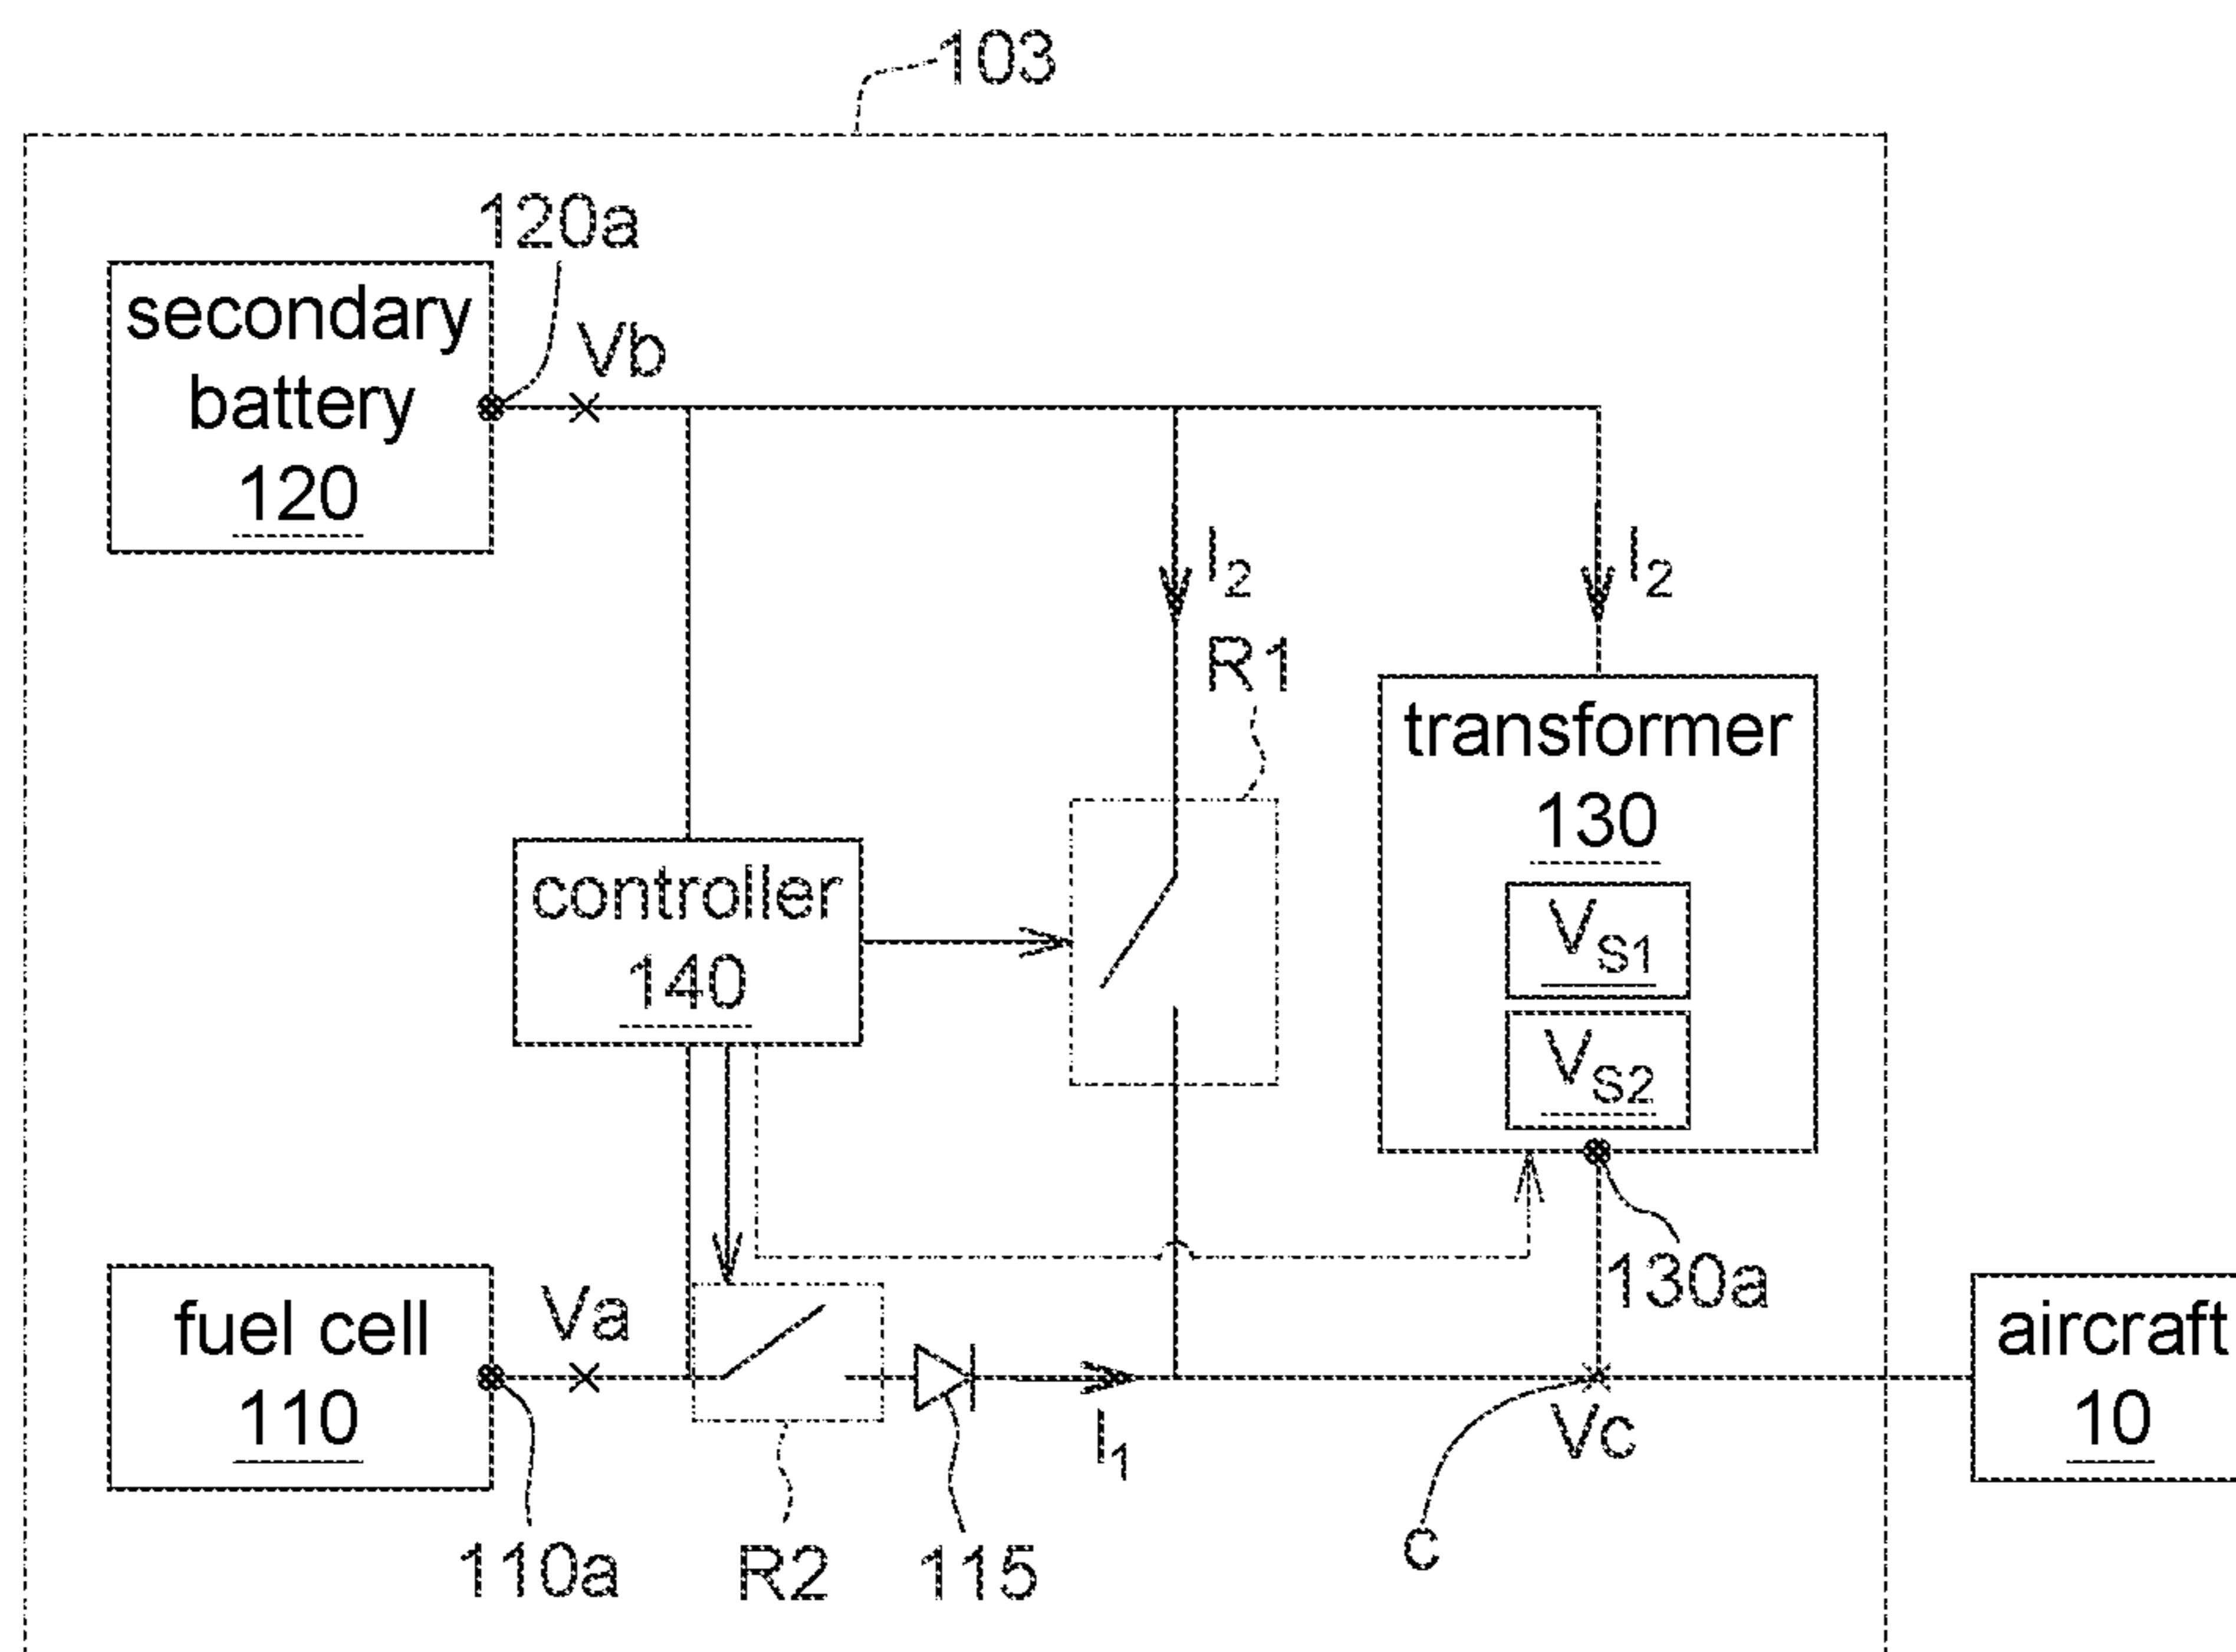 103
120a
secondary
battery
120
Vb
I2
I2
R1
transformer
130
VS1
VS2
controller
140
130a
fuel cell
110
Va
I1
Vc
aircraft
10
110a
R2
115
C